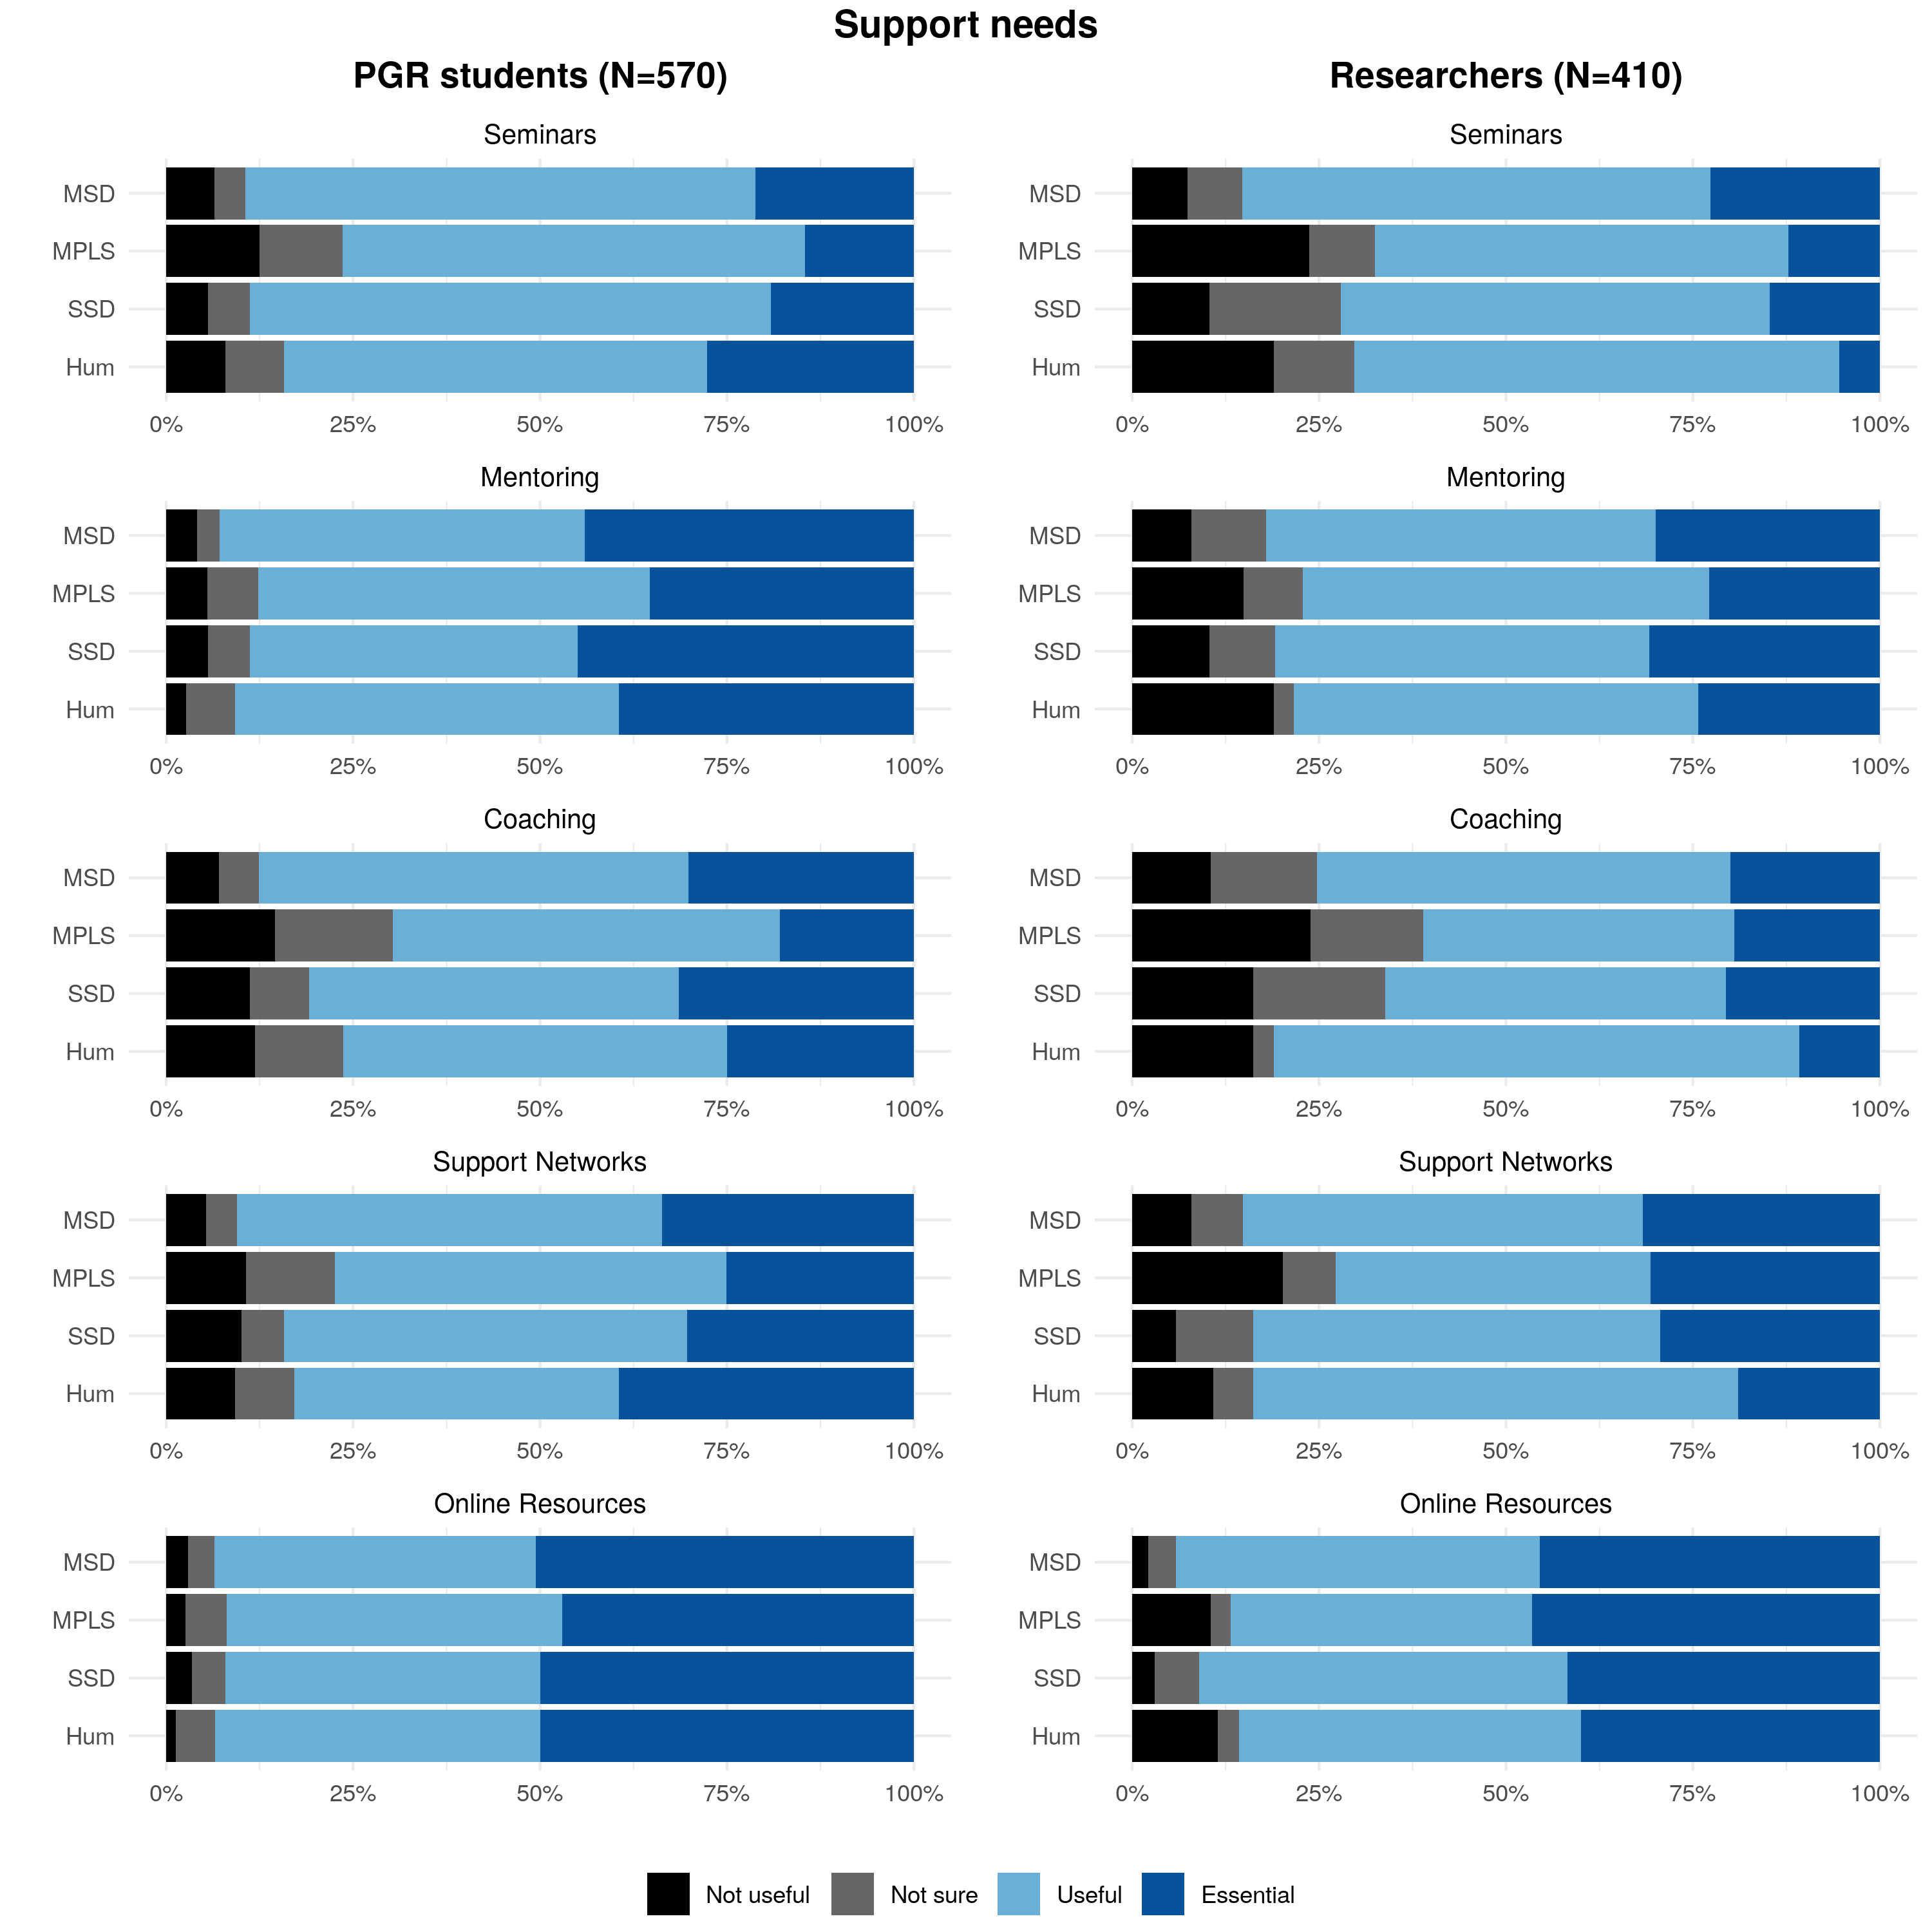 Support needs
PGR students (N=570)
Seminars
MSD
MPLS
SSD
Hum
0% 25% 50% 75% 100%
Mentoring
MSD
MPLS
SSD
Hum
0% 25% 50% 75% 100%
Coaching
MSD
MPLS
SSD
Hum
0% 25% 50% 75% 100%
Support Networks
MSD
MPLS
SSD
Hum
0% 25% 50% 75% 100%
Online Resources
MSD
MPLS
SSD
Hum
0% 25% 50% 75% 100%
Researchers (N=410)
Seminars
MSD
MPLS
SSD
Hum
0% 25% 50% 75% 100%
Mentoring
MSD
MPLS
SSD
Hum
0% 25% 50% 75% 100%
Coaching
MSD
MPLS
SSD
Hum
0% 25% 50% 75% 100%
Support Networks
MSD
MPLS
SSD
Hum
0% 25% 50% 75% 100%
Online Resources
MSD
MPLS
SSD
Hum
0% 25% 50% 75% 100%
Not useful Not sure Useful Essential